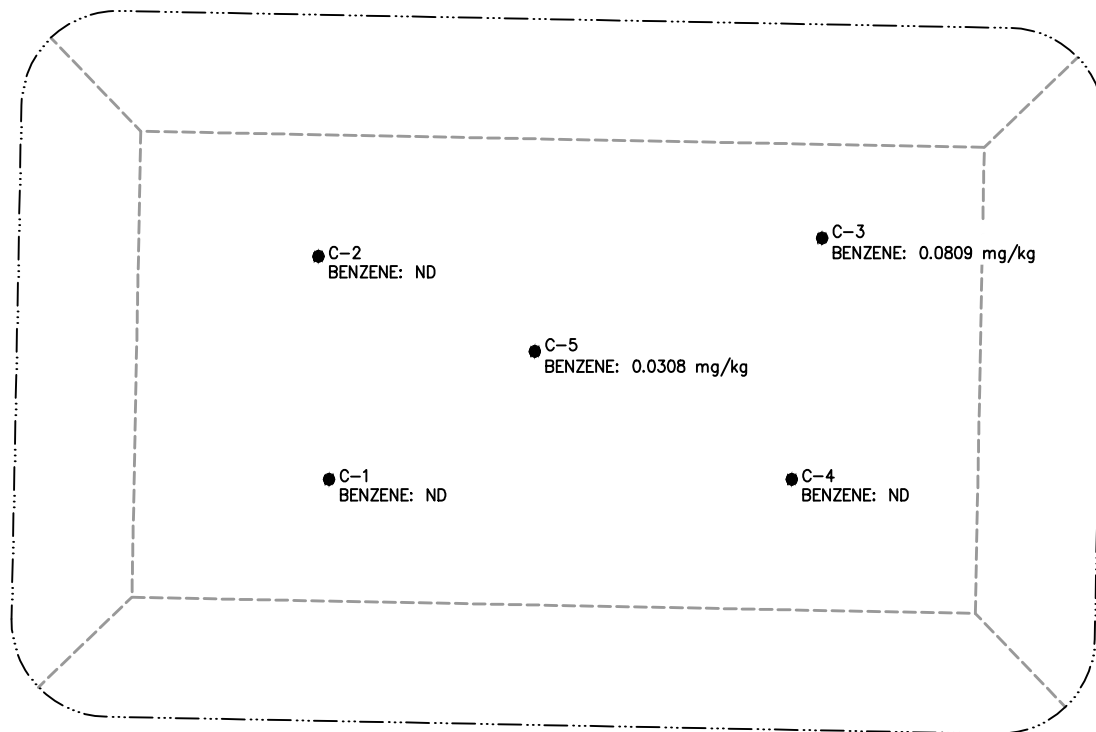 C-2
BENZENE: ND
C-3
BENZENE: 0.0809 mg/kg
C-5
BENZENE: 0.0308 mg/kg
C-1
BENZENE: ND
C-4
BENZENE: ND